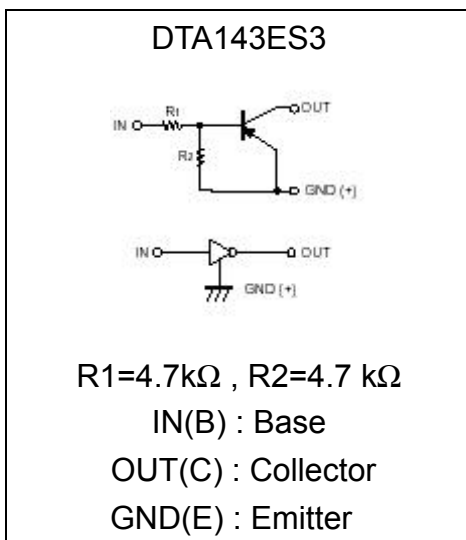 DTA143ES3
R1
OUT
IN
R2
GND (+)
IN
OUT
GND (+)
R1=4.7kΩ , R2=4.7 kΩ
IN(B) : Base
OUT(C) : Collector
GND(E) : Emitter